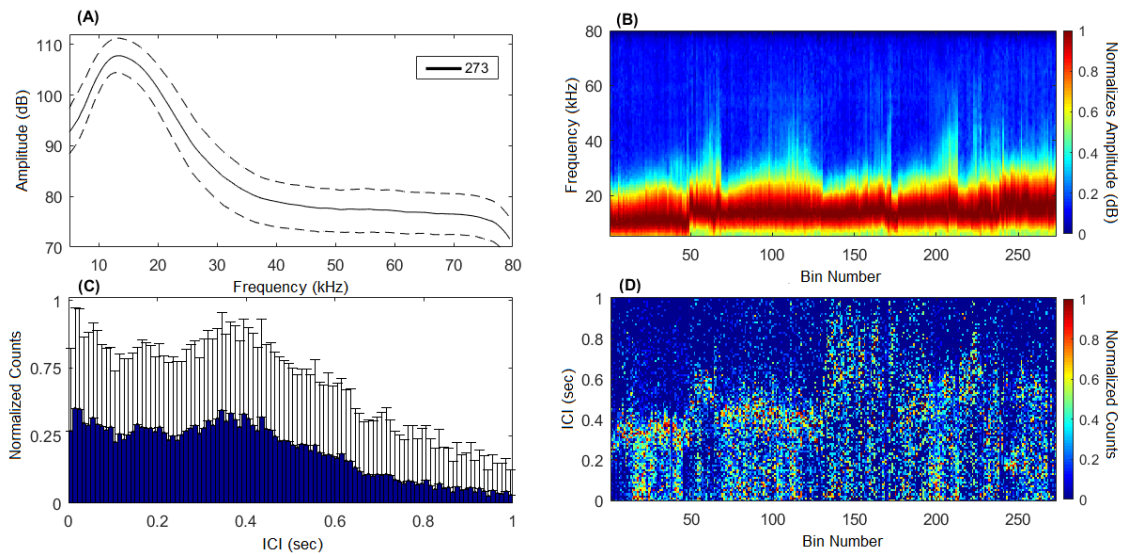 (A)
Amplitude (dB)
110
100
90
80
70
273
10 20 30 40 50 60 70 80
Frequency (kHz)
(B)
Frequency (kHz)
80
60
40
20
50 100 150 200 250
Bin Number
1
0.8
0.6
0.4
0.2
0
Normalizes Amplitude (dB)
(C)
Normalized Counts
1
0.75
0.25
0
0 0.2 0.4 0.6 0.8 1
ICI (sec)
(D)
ICI (sec)
1
0.8
0.6
0.4
0.2
0
50 100 150 200 250
Bin Number
1
0.8
0.6
0.4
0.2
0
Normalized Counts